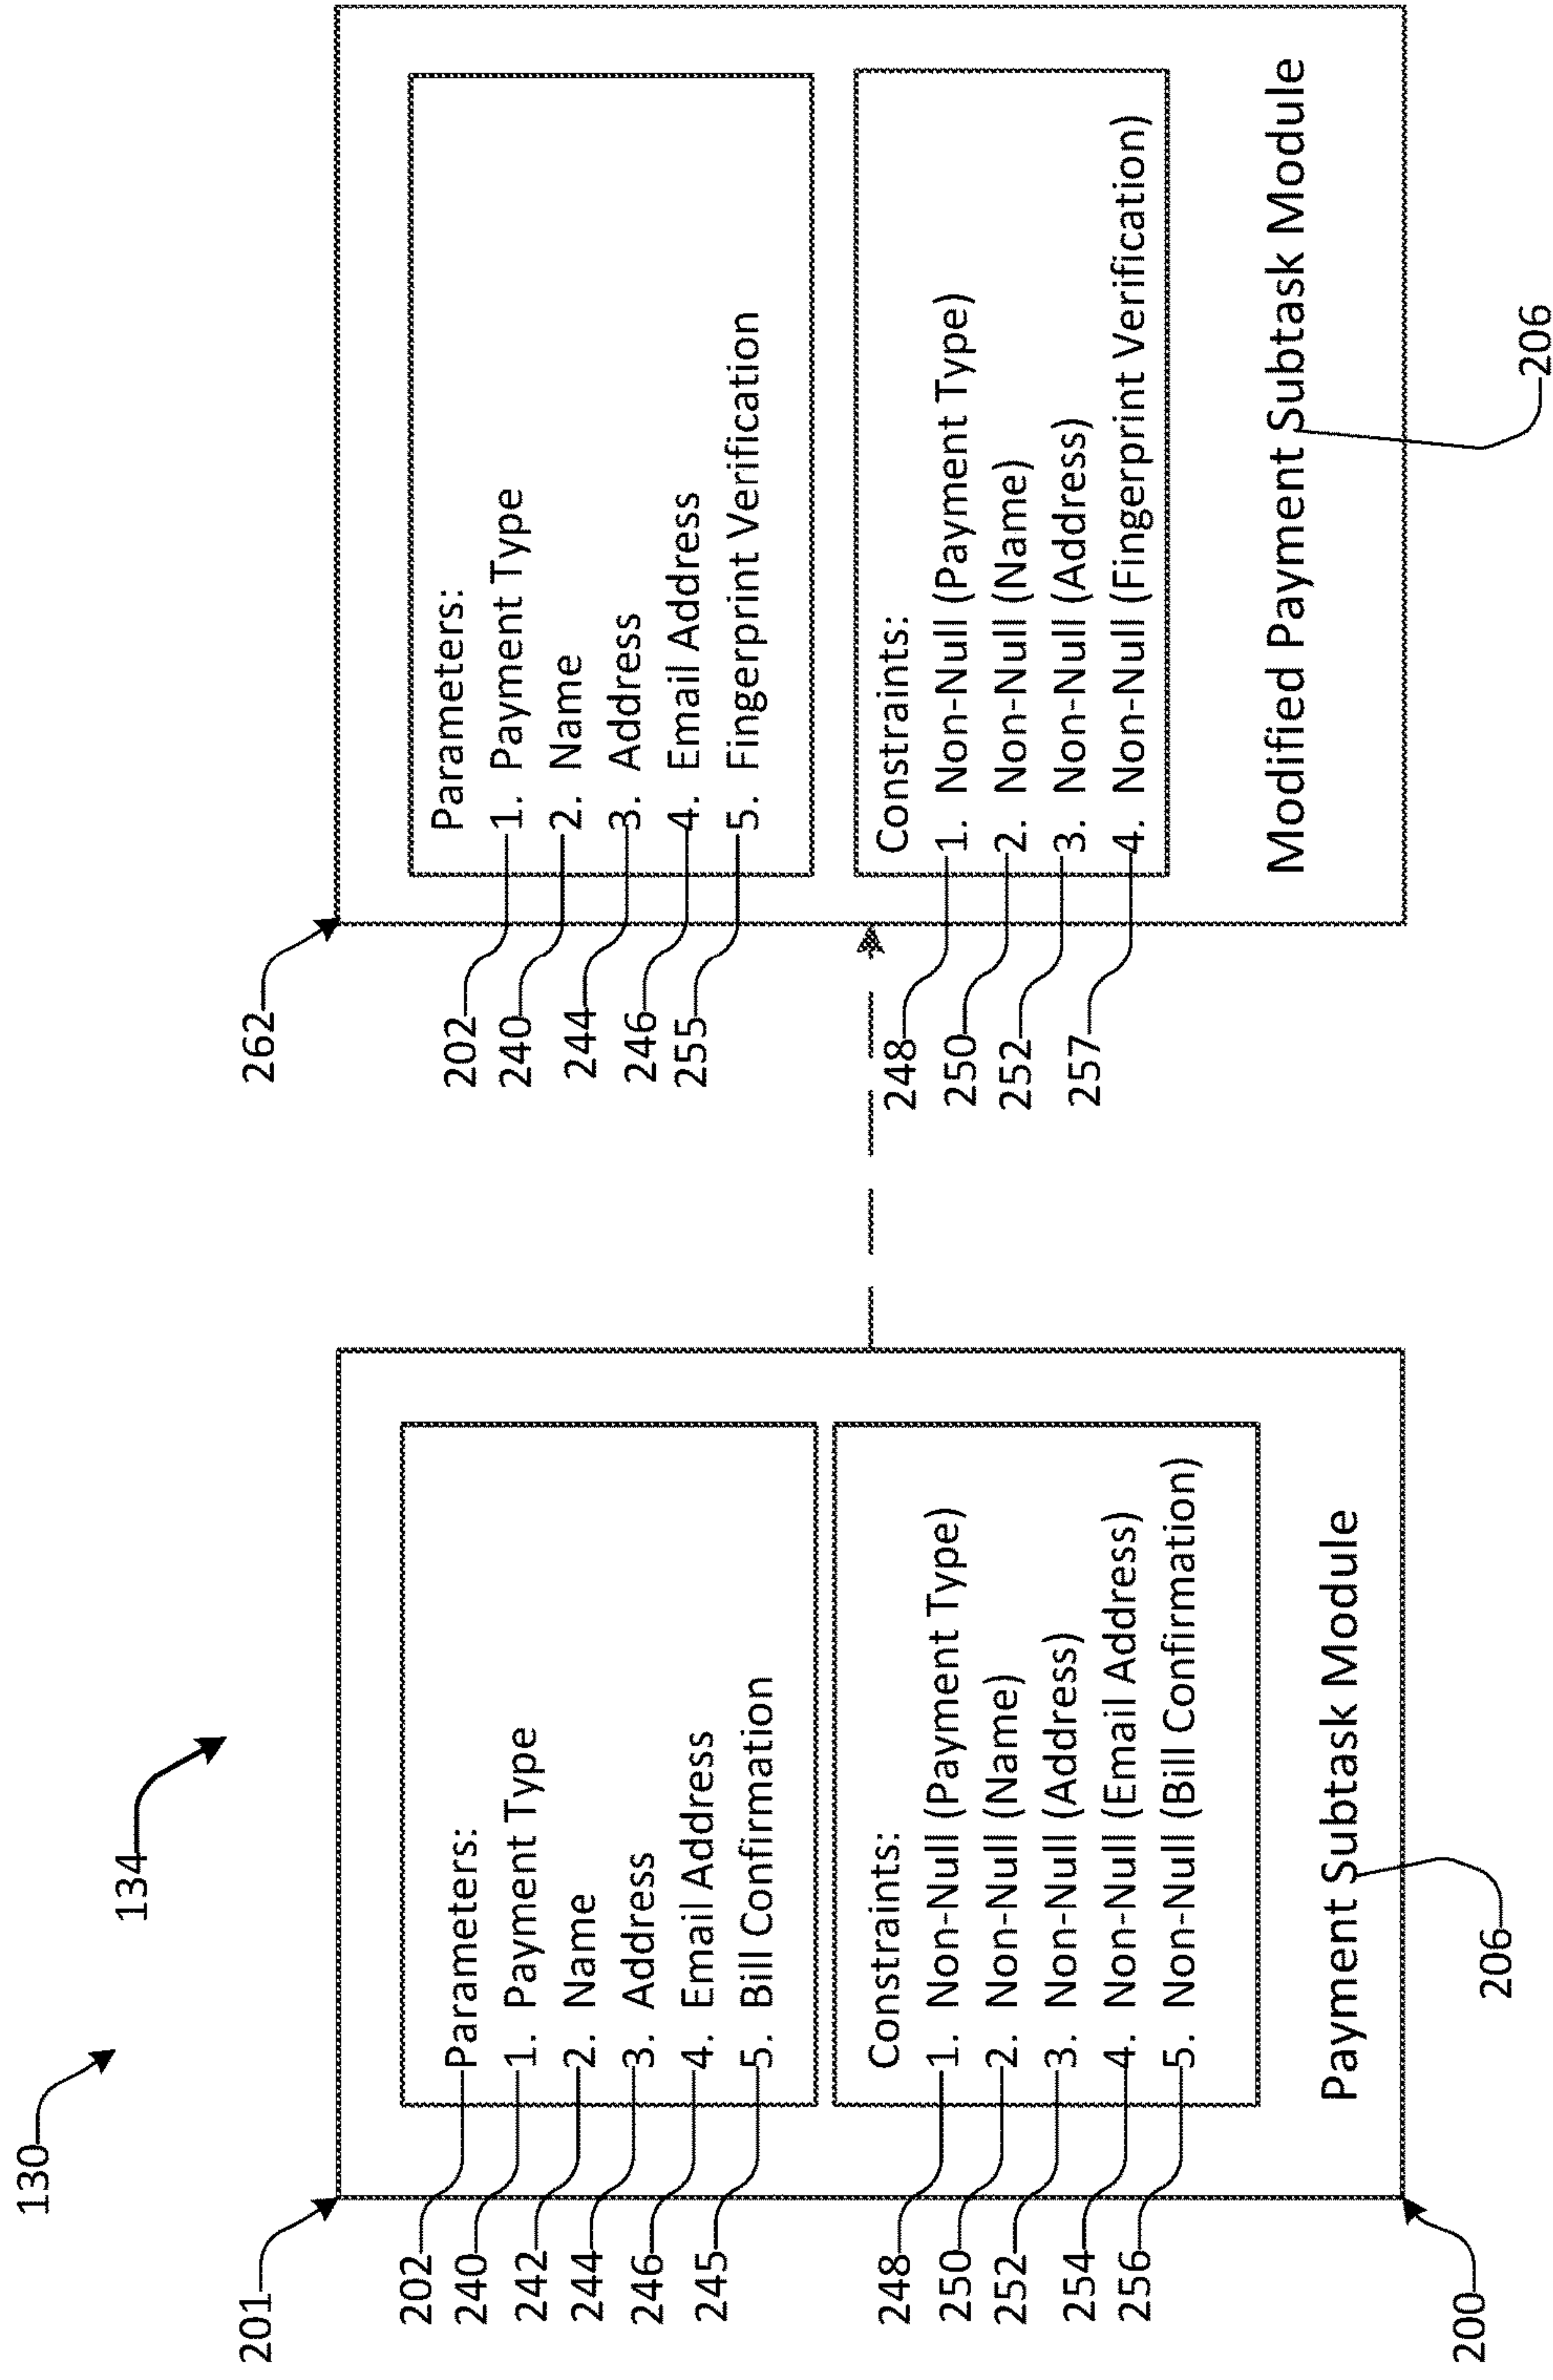 130
134
201
202
240
242
244
246
245
Parameters:
1. Payment Type
2. Name
3. Address
4. Email Address
5. Bill Confirmation
248
250
252
254
256
Constraints:
1. Non-Null (Payment Type)
2. Non-Null (Name)
3. Non-Null (Address)
4. Non-Null (Email Address)
5. Non-Null (Bill Confirmation)
Payment Subtask Module
200
206
262
202
240
244
246
255
Parameters:
1. Payment Type
2. Name
3. Address
4. Email Address
5. Fingerprint Verification
248
250
252
257
Constraints:
1. Non-Null (Payment Type)
2. Non-Null (Name)
3. Non-Null (Address)
4. Non-Null (Fingerprint Verification)
Modified Payment Subtask Module
206